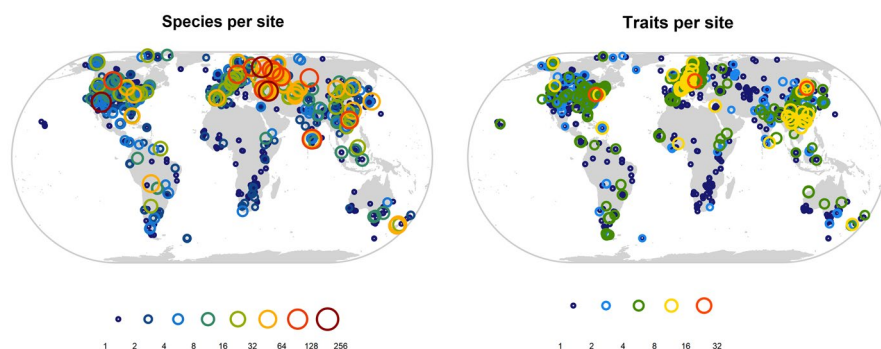 Species per site
Traits per site
1 2 4 8 16 32 64 128 256
1 2 4 8 16 32